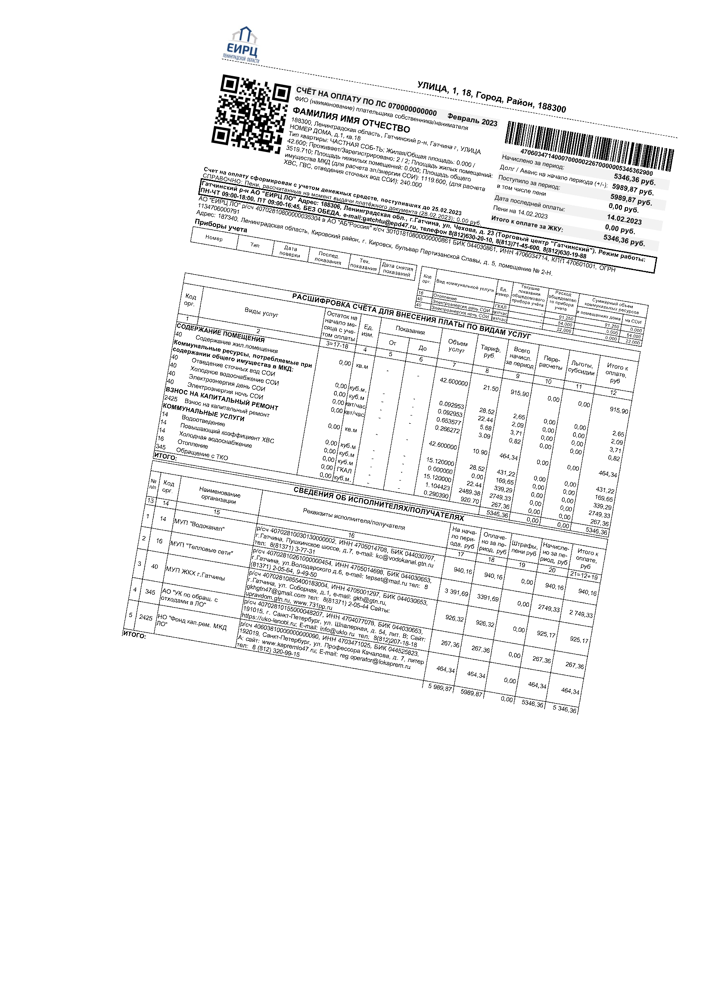 ЕИРЦ
ЛЕНИНГРАДСКОЙ ОБЛАСТИ
УЛИЦА, 1, 18, Город, Район, 188300
СЧЁТ НА ОПЛАТУ ПО ЛС 070000000000 Февраль 2023
ФИО (наименование) плательщика собственника/нанимателя
ФАМИЛИЯ ИМЯ ОТЧЕСТВО
188300, Ленинградская область, Гатчинский р-н, Гатчина г, УЛИЦА
НОМЕР ДОМА, д.1, кв.18
Тип квартиры: ЧАСТНАЯ СОБ-ТЬ; Жилая/Общая площадь: 0.000 /
42.600; Проживает/Зарегистрировано: 2 / 2; Площадь жилых помещений:
3519.710; Площадь нежилых помещений: 0.000; Площадь общего
имущества МКД (для расчета эл/энергии СОИ): 1119.600, (для расчета
ХВС, ГВС, отведения сточных вод СОИ): 240.000
47060347140007000002267000005346362900
Начислено за период: 5346,36 руб.
Долг / Аванс на начало периода (+/-): 5989,87 руб.
Поступило за период: 5989,87 руб.
в том числе пени 0,00 руб.
Дата последней оплаты: 14.02.2023
Пени на 14.02.2023 0,00 руб.
Итого к оплате за ЖКУ: 5346,36 руб.
Счет на оплату сформирован с учетом денежных средств, поступивших до 25.02.2023
СПРАВОЧНО: Пени, рассчитанные на момент выдачи платёжного документа (28.02.2023): 0.00 руб.
Гатчинский р-н АО "ЕИРЦ ЛО" Адрес: 188306, Ленинградская обл., г.Гатчина, ул. Чехова, д. 23 (Торговый центр "Гатчинский"). Режим работы:
ПН-ЧТ 09:00-18:00, ПТ 09:00-16:45, БЕЗ ОБЕДА. e-mail:gatchtu@epd47.ru, телефон 8(812)630-20-10, 8(813)71-45-600, 8(812)630-19-88
АО "ЕИРЦ ЛО" р/сч 40702810800000035304 в АО "АБ"Россия" к/сч 30101810800000000861 БИК 044030861, ИНН 4706034714, КПП 470601001, ОГРН
1134706000791
Адрес: 187340, Ленинградская область, Кировский район, г. Кировск, бульвар Партизанской Славы, д. 5, помещение № 2-Н.
Приборы учета
Номер Тип Дата поверки Послед. показания Тек. показания Дата снятия показаний
Код орг. Вид коммунальной услуги Ед. измер. Текущие показания общедомового прибора учёта Расход общедомово го прибора учета Суммарный объем коммунальных ресурсов
в помещениях дома на СОИ
16 Отопление ГКАЛ - 91.250 91.250 0.000
40 Электроэнергия день СОИ квт/час - 54.000 0.000 54.000
40 Электроэнергия ночь СОИ квт/час - 22.000 0.000 22.000
РАСШИФРОВКА СЧЁТА ДЛЯ ВНЕСЕНИЯ ПЛАТЫ ПО ВИДАМ УСЛУГ
Код орг. Виды услуг Остаток на начало ме- сяца с уче- том оплаты Ед. изм. Показания Объем услуг Тариф, руб. Всего начисл. за период Пере- расчеты Льготы, субсидии Итого к оплате, руб
От До
1 2 3=17-18 4 5 6 7 8 9 10 11 12
СОДЕРЖАНИЕ ПОМЕЩЕНИЯ
40 Содержание жил.помещения 0,00 кв.м - - 42.600000 21.50 915,90 0,00 0,00 915,90
Коммунальные ресурсы, потребляемые при
содержании общего имущества в МКД:
40 Отведение сточных вод СОИ 0,00 куб.м. - - 0.092953 28.52 2,65 0,00 0,00 2,65
40 Холодное водоснабжение СОИ 0,00 куб.м - - 0.092953 22.44 2,09 0,00 0,00 2,09
40 Электроэнергия день СОИ 0,00 квт/час - - 0.653577 5.68 3,71 0,00 0,00 3,71
40 Электроэнергия ночь СОИ 0,00 квт/час - - 0.266272 3.09 0,82 0,00 0,00 0,82
ВЗНОС НА КАПИТАЛЬНЫЙ РЕМОНТ
2425 Взнос на капитальный ремонт 0,00 кв.м - - 42.600000 10.90 464,34 0,00 0,00 464,34
КОММУНАЛЬНЫЕ УСЛУГИ
14 Водоотведение 0,00 куб.м - - 15.120000 28.52 431,22 0,00 0,00 431,22
14 Повышающий коэффициент ХВС 0,00 куб.м - - 0.000000 0.00 169,65 0,00 0,00 169,65
14 Холодная водоснабжение 0,00 куб.м - - 15.120000 22.44 339,29 0,00 0,00 339,29
16 Отопление 0,00 ГКАЛ - - 1.104423 2489.38 2749,33 0,00 0,00 2749,33
345 Обращение с ТКО 0,00 куб.м. - - 0.290390 920.70 267,36 0,00 0,00 267,36
ИТОГО: 5346,36 0,00 0,00 5346,36
СВЕДЕНИЯ ОБ ИСПОЛНИТЕЛЯХ/ПОЛУЧАТЕЛЯХ
№ п/п Код орг. Наименование организации Реквизиты исполнителя/получателя На нача- ло пери- ода, руб Оплаче- но за пе- риод, руб Штрафы, пени руб Начисле- но за пе- риод, руб Итого к оплате, руб
13 14 15 16 17 18 19 20 21=12+19
1 14 МУП "Водоканал" р/сч 40702810030130000002, ИНН 4705014708, БИК 044030707, 940,16 940,16 0,00 940,16 940,16
г.Гатчина, Пушкинское шоссе, д.7, e-mail: kc@vodokanel.gtn.ru
тел: 8(81371) 3-77-31
2 16 МУП "Тепловые сети" р/сч 40702810261000000454, ИНН 4705014698, БИК 044030653, 3 391,69 3391,69 0,00 2749,33 2 749,33
г.Гатчина, ул.Володарского д.6, e-mail: tepset@mail.ru тел: 8
(81371) 2-05-64, 9-49-50
3 40 МУП ЖКХ г.Гатчины р/сч 40702810855400183004, ИНН 4705001297, БИК 044030653, 926,32 926,32 0,00 925,17 925,17
г.Гатчина, ул. Соборная, д.1, e-mail: gkh@gtn.ru,
gkhgtn47@gmail.com тел: 8(81371) 2-05-44 Сайты:
upravdom.gtn.ru, www.731pp.ru
4 345 АО "УК по обращ. с отходами в ЛО" р/сч 40702810155000048207, ИНН 4704077078, БИК 044030653, 267,36 267,36 0,00 267,36 267,36
191015, г. Санкт-Петербург, ул. Шпалерная, д. 54, лит. В; Сайт:
https://uko-lenobl.ru; E-mail: info@uklo.ru тел: 8(812)207-18-18
5 2425 НО "Фонд кап.рем. МКД ЛО" р/сч 40603810000000000090, ИНН 4703471025, БИК 044525823, 464,34 464,34 0,00 464,34 464,34
192019, Санкт-Петербург, ул. Профессора Качалова, д. 7, литер
А; сайт: www.kapremlo47.ru; E-mail: reg.operator@lokaprem.ru
тел: 8 (812) 320-99-15
ИТОГО: 5 989,87 5989,87 0,00 5346,36 5 346,36